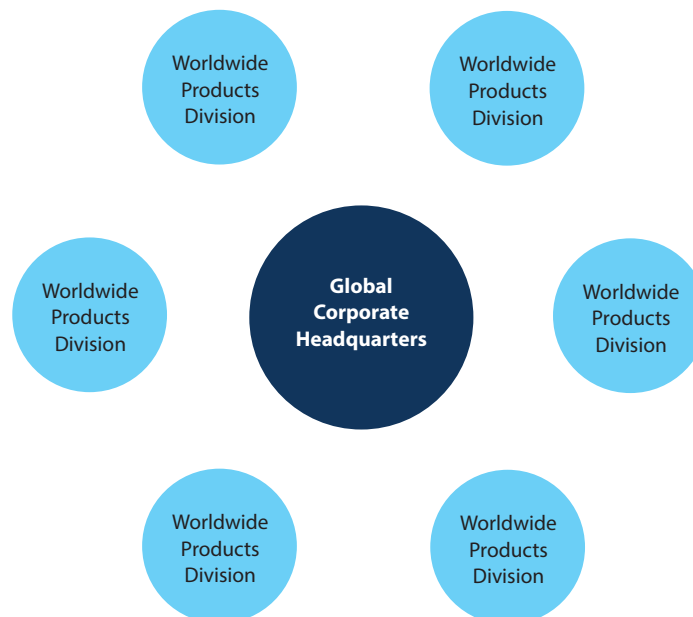 Worldwide
Products
Division
Worldwide
Products
Division
Worldwide
Products
Division
Global
Corporate
Headquarters
Worldwide
Products
Division
Worldwide
Products
Division
Worldwide
Products
Division